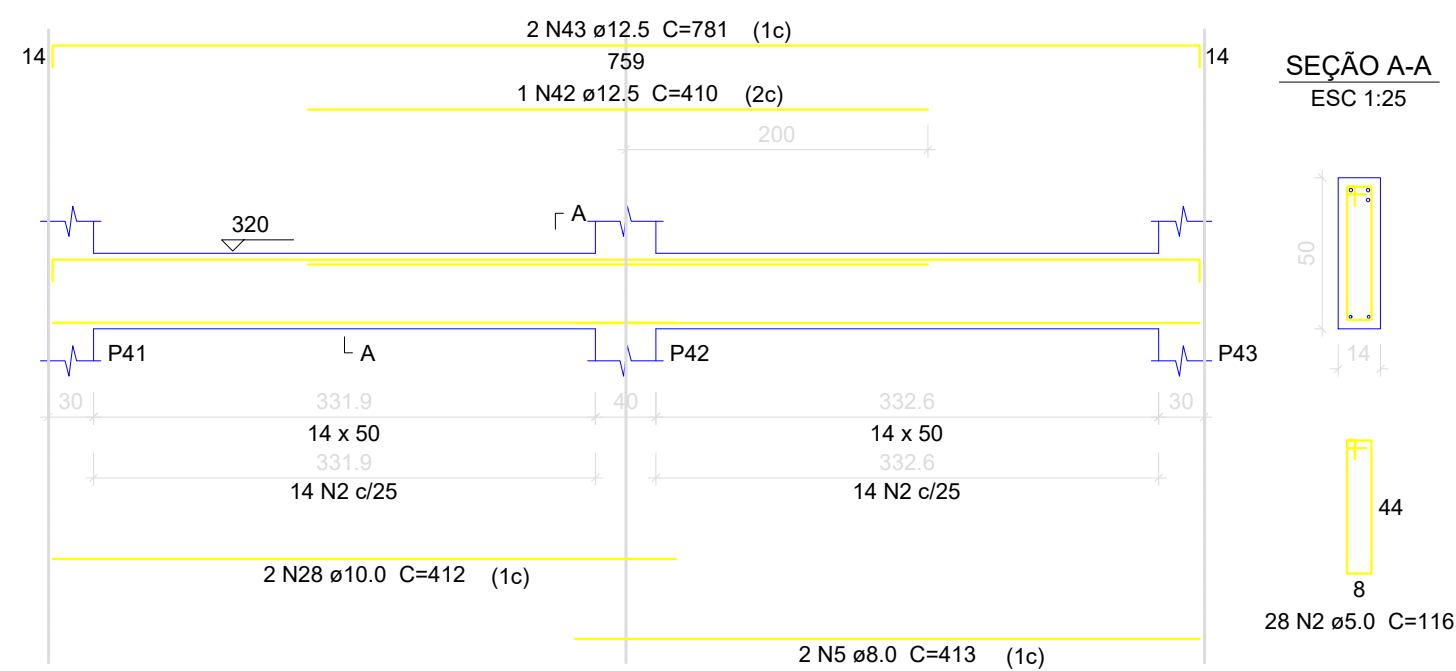 2 N43 ø12.5 C=781 (1c)
14
759
14
1 N42 ø12.5 C=410 (2c)
200
SEÇÃO A-A
ESC 1:25
320
A
50
14
A
P41
P42
P43
30
331.9
40
332.6
30
14 x 50
14 x 50
331.9
332.6
14 N2 c/25
14 N2 c/25
44
8
28 N2 ø5.0 C=116
2 N28 ø10.0 C=412 (1c)
2 N5 ø8.0 C=413 (1c)